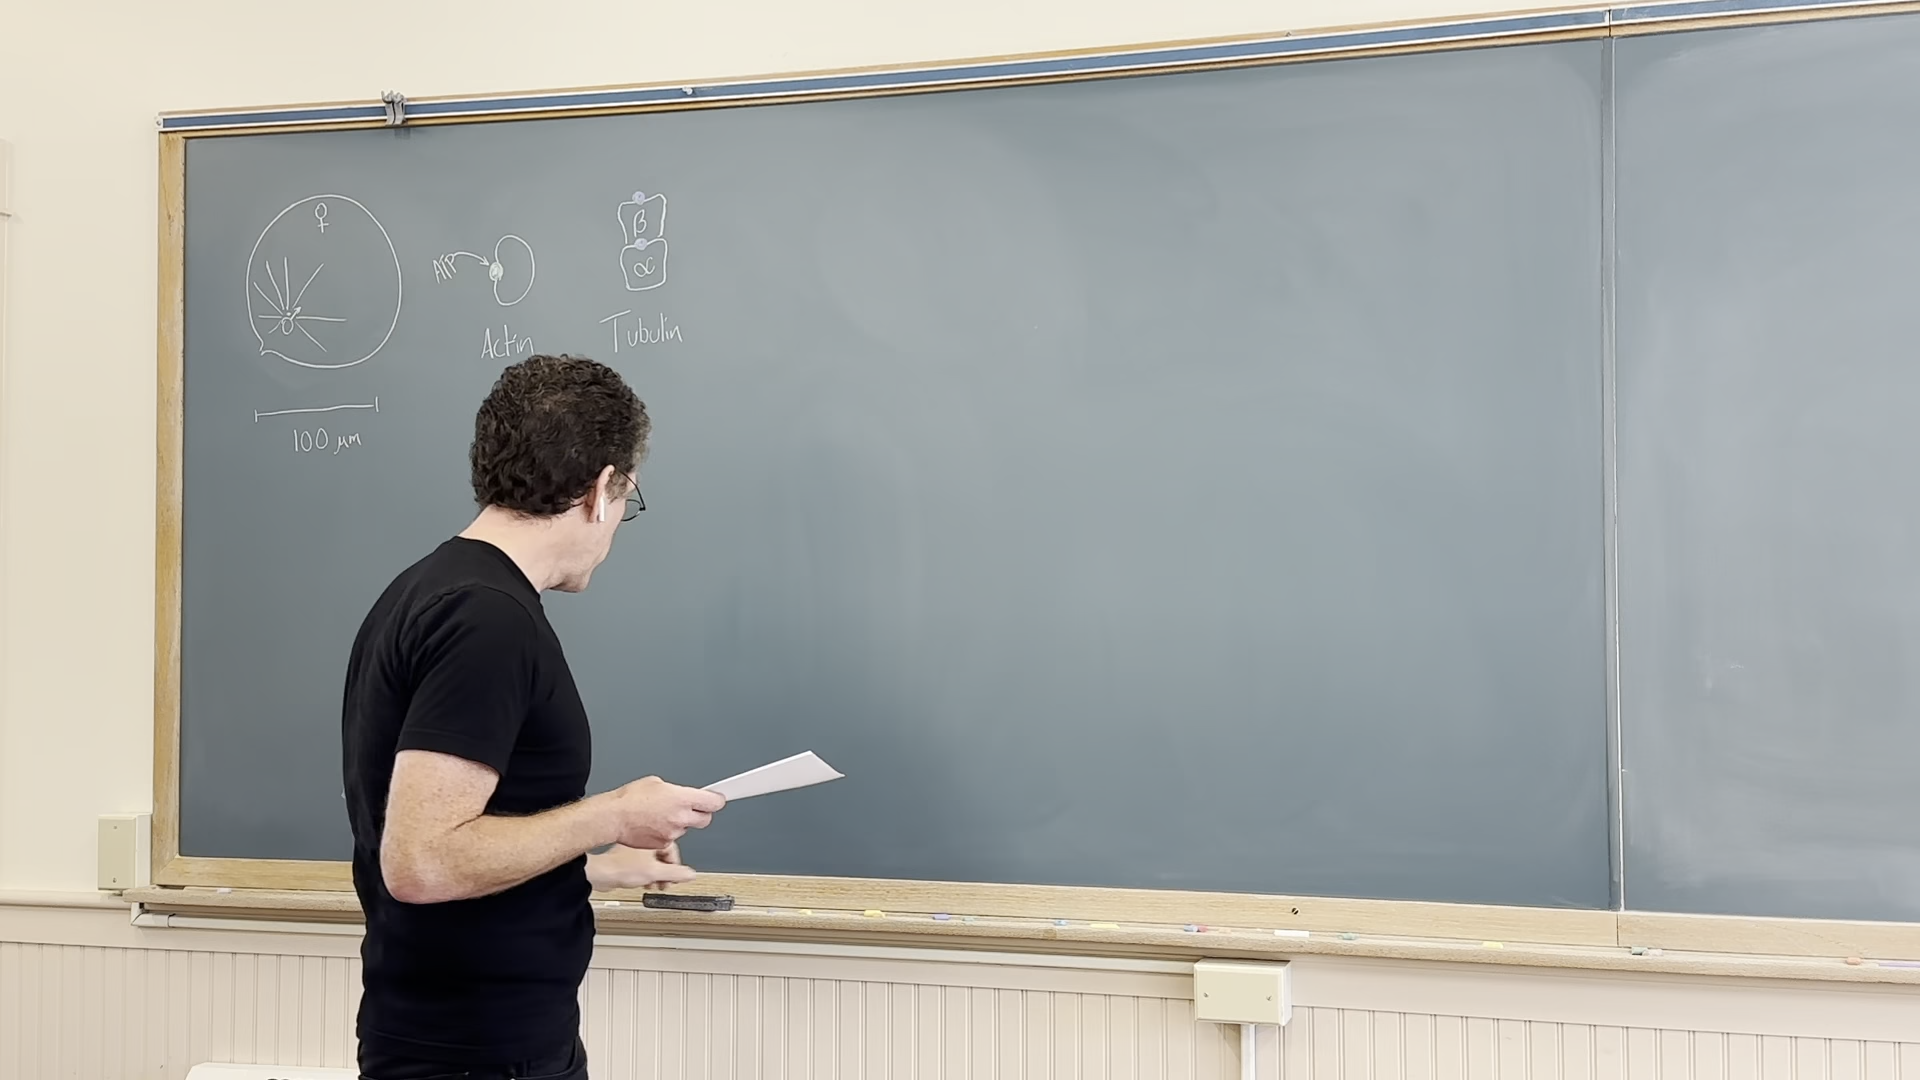 ♀
ATP
β
α
Actin
Tubulin
100 μm